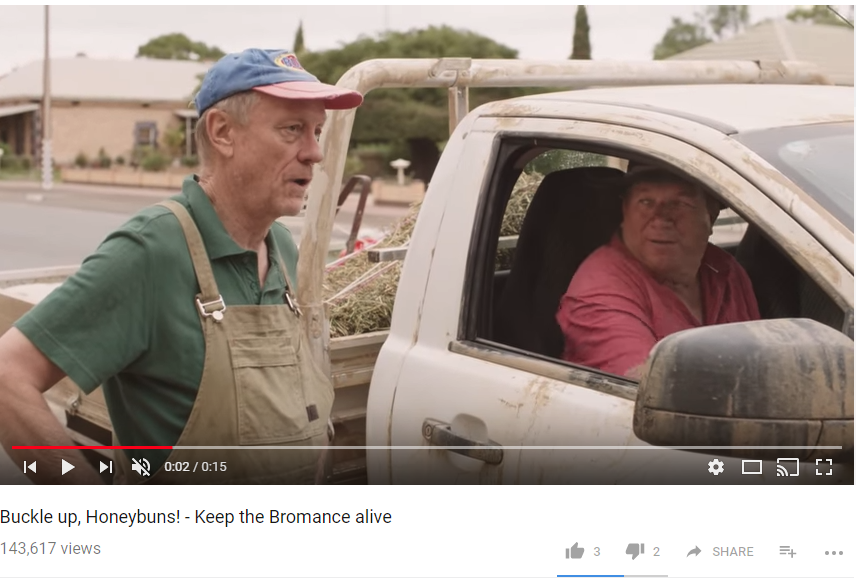 0:02 / 0:15
Buckle up, Honeybuns! - Keep the Bromance alive
143,617 views
3
2
SHARE